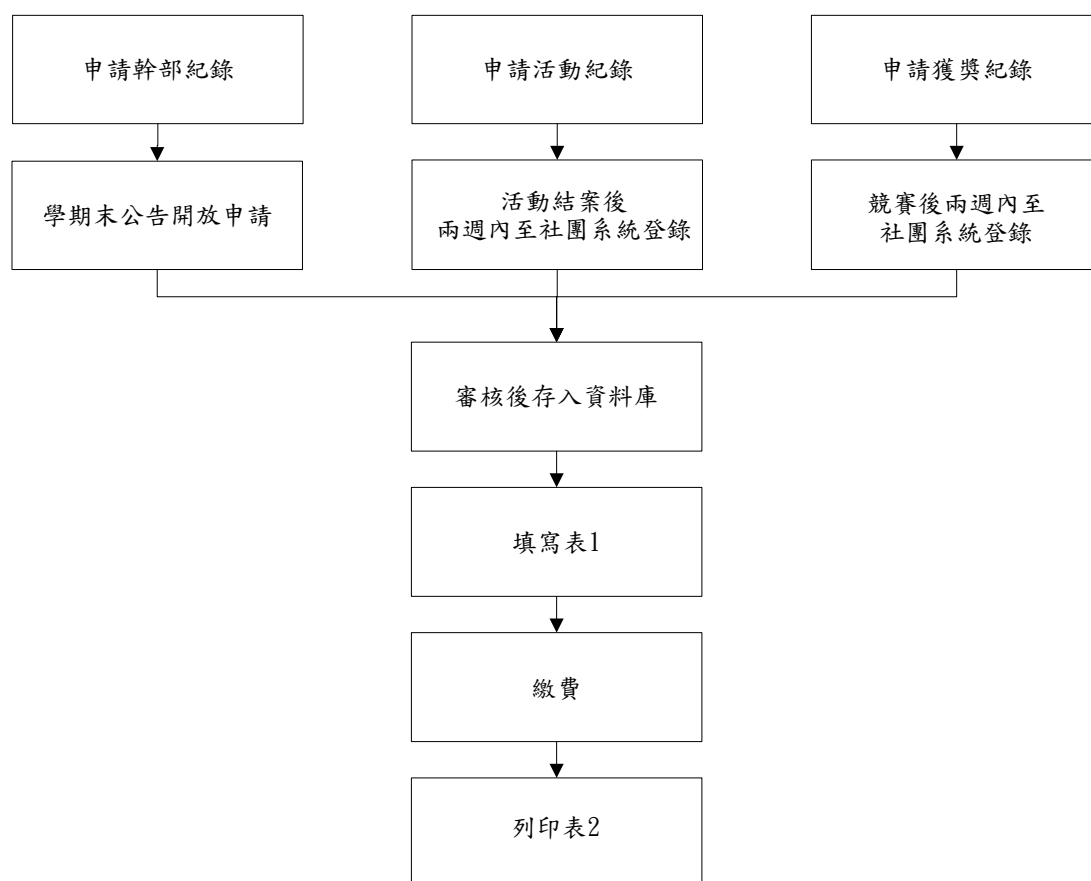 申請幹部紀錄
申請活動紀錄
申請獲獎紀錄
學期末公告開放申請
活動結案後
兩週內至社團系統登錄
競賽後兩週內至
社團系統登錄
審核後存入資料庫
填寫表1
繳費
列印表2